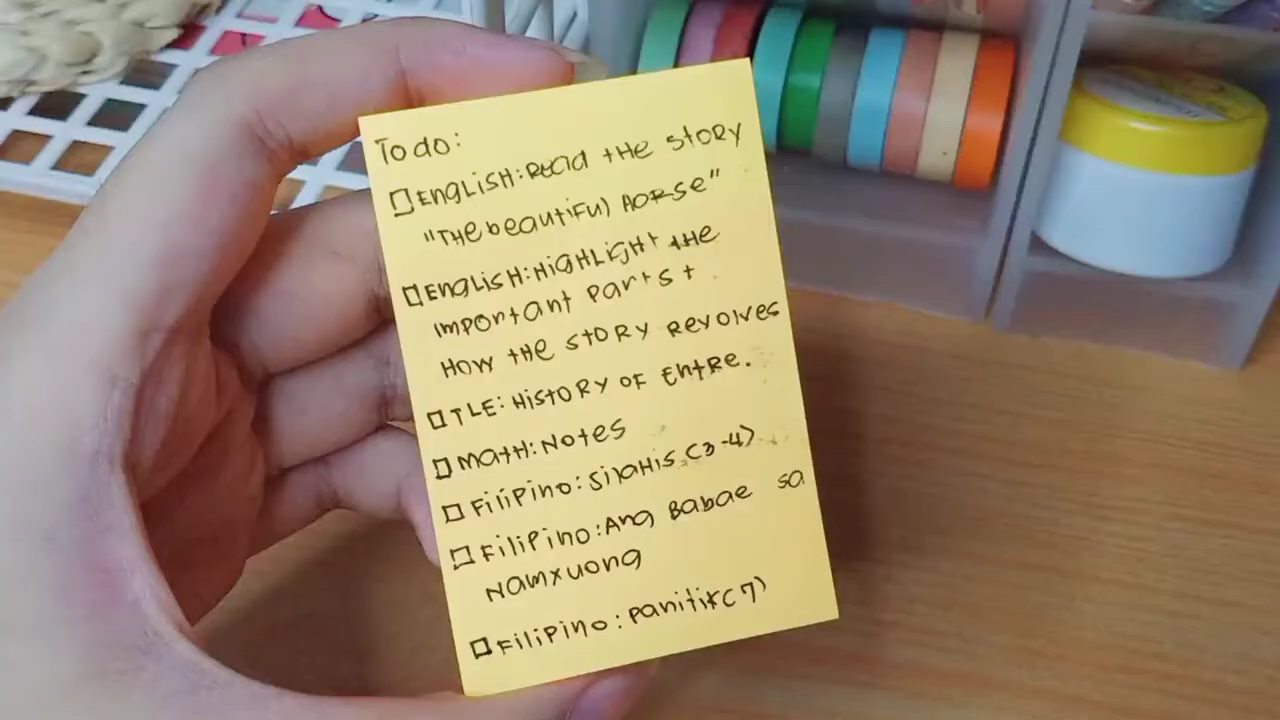 To do:
English: Read the story
"The beautiful Horse"
English: Highlight the
important parts +
How the story revolves
TLE: History of Entre.
Math: Notes
Filipino: Silahis (3-4)
Filipino: Ang Babae sa
Namxuong
Filipino: Panitik (7)